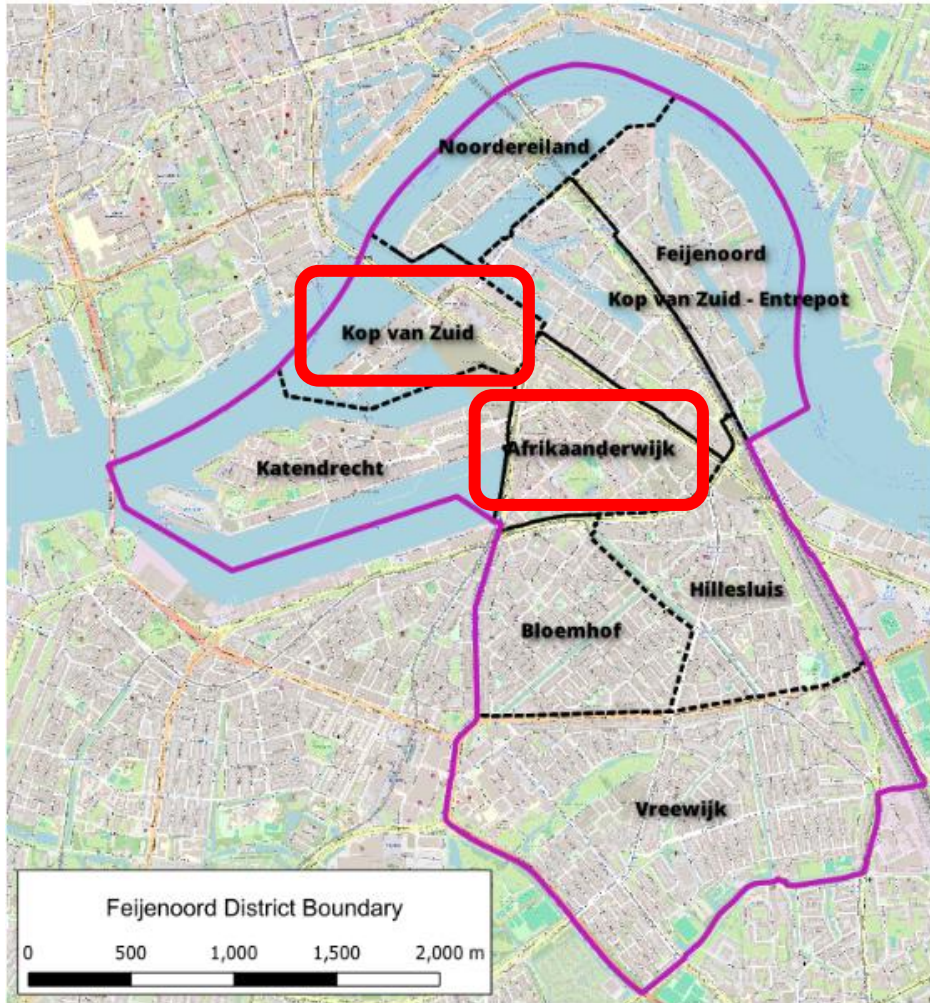 Noordereiland
Feijenoord
Kop van Zuid - Entrepot
Kop van Zuid
Afrikaanderwijk
Katendrecht
Hillesluis
Bloemhof
Vreewijk
Feijenoord District Boundary
0 500 1,000 1,500 2,000 m